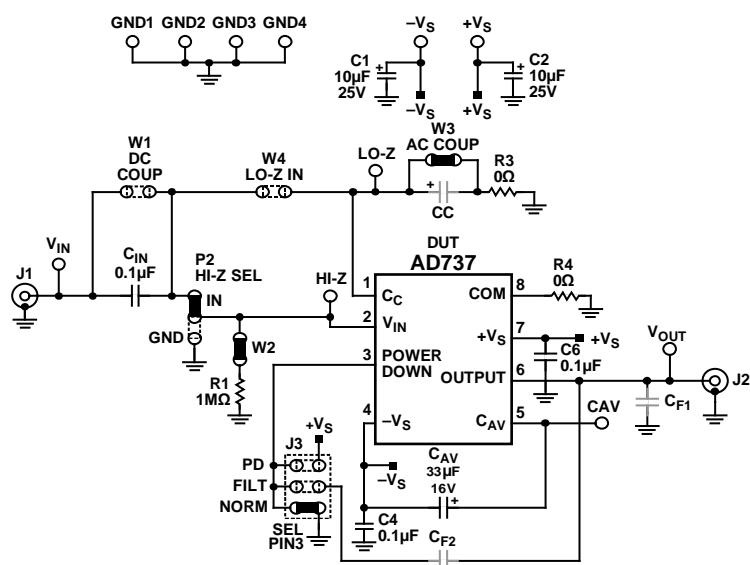 GND1 GND2 GND3 GND4
–VS
+VS
C1
10µF
25V
C2
10µF
25V
–VS
+VS
W1
DC
COUP
W4
LO-Z IN
LO-Z
W3
AC COUP
R3
0Ω
CC
VIN
J1
CIN
0.1µF
P2
HI-Z SEL
IN
GND
HI-Z
W2
R1
1MΩ
DUT
AD737
1
CC
2
VIN
3
POWER
DOWN
4
–VS
8
COM
7
+VS
6
OUTPUT
5
CAV
R4
0Ω
+VS
C6
0.1µF
VOUT
J2
CF1
CAV
+VS
J3
PD
FILT
NORM
SEL
PIN3
–VS
CAV
33µF
16V
C4
0.1µF
CF2